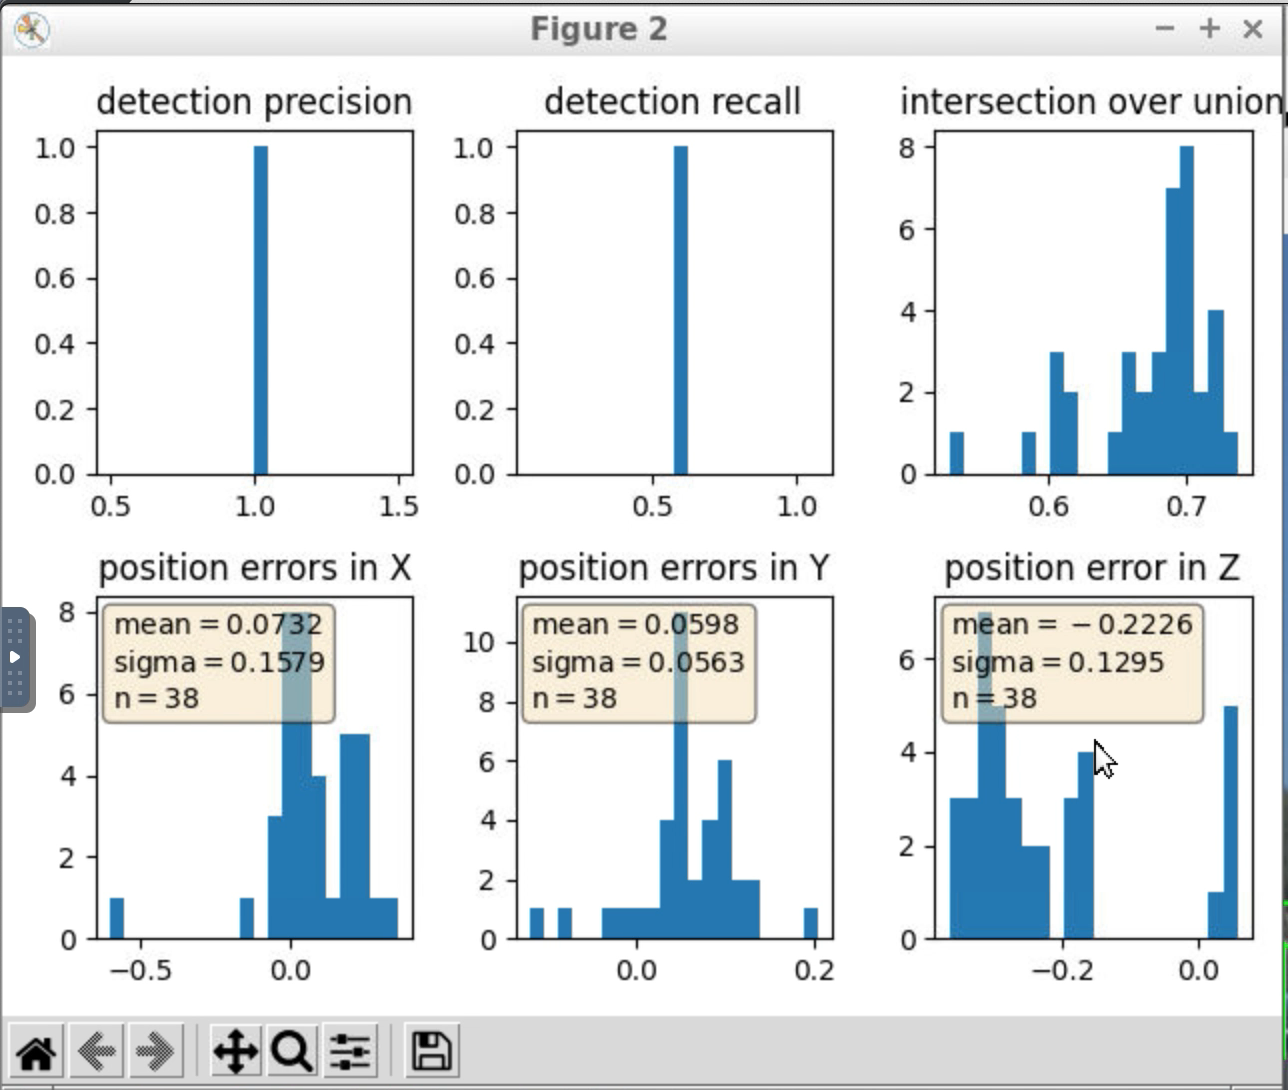 Figure 2
detection precision
detection recall
intersection over union
1.0
0.8
0.6
0.4
0.2
0.0
0.5
1.0
1.5
1.0
0.8
0.6
0.4
0.2
0.0
0.5
1.0
8
6
4
2
0
0.6
0.7
position errors in X
position errors in Y
position error in Z
8
6
4
2
0
mean = 0.0732
sigma = 0.1579
n = 38
−0.5
0.0
10
8
6
4
2
0
mean = 0.0598
sigma = 0.0563
n = 38
0.0
0.2
6
4
2
0
mean = −0.2226
sigma = 0.1295
n = 38
−0.2
0.0